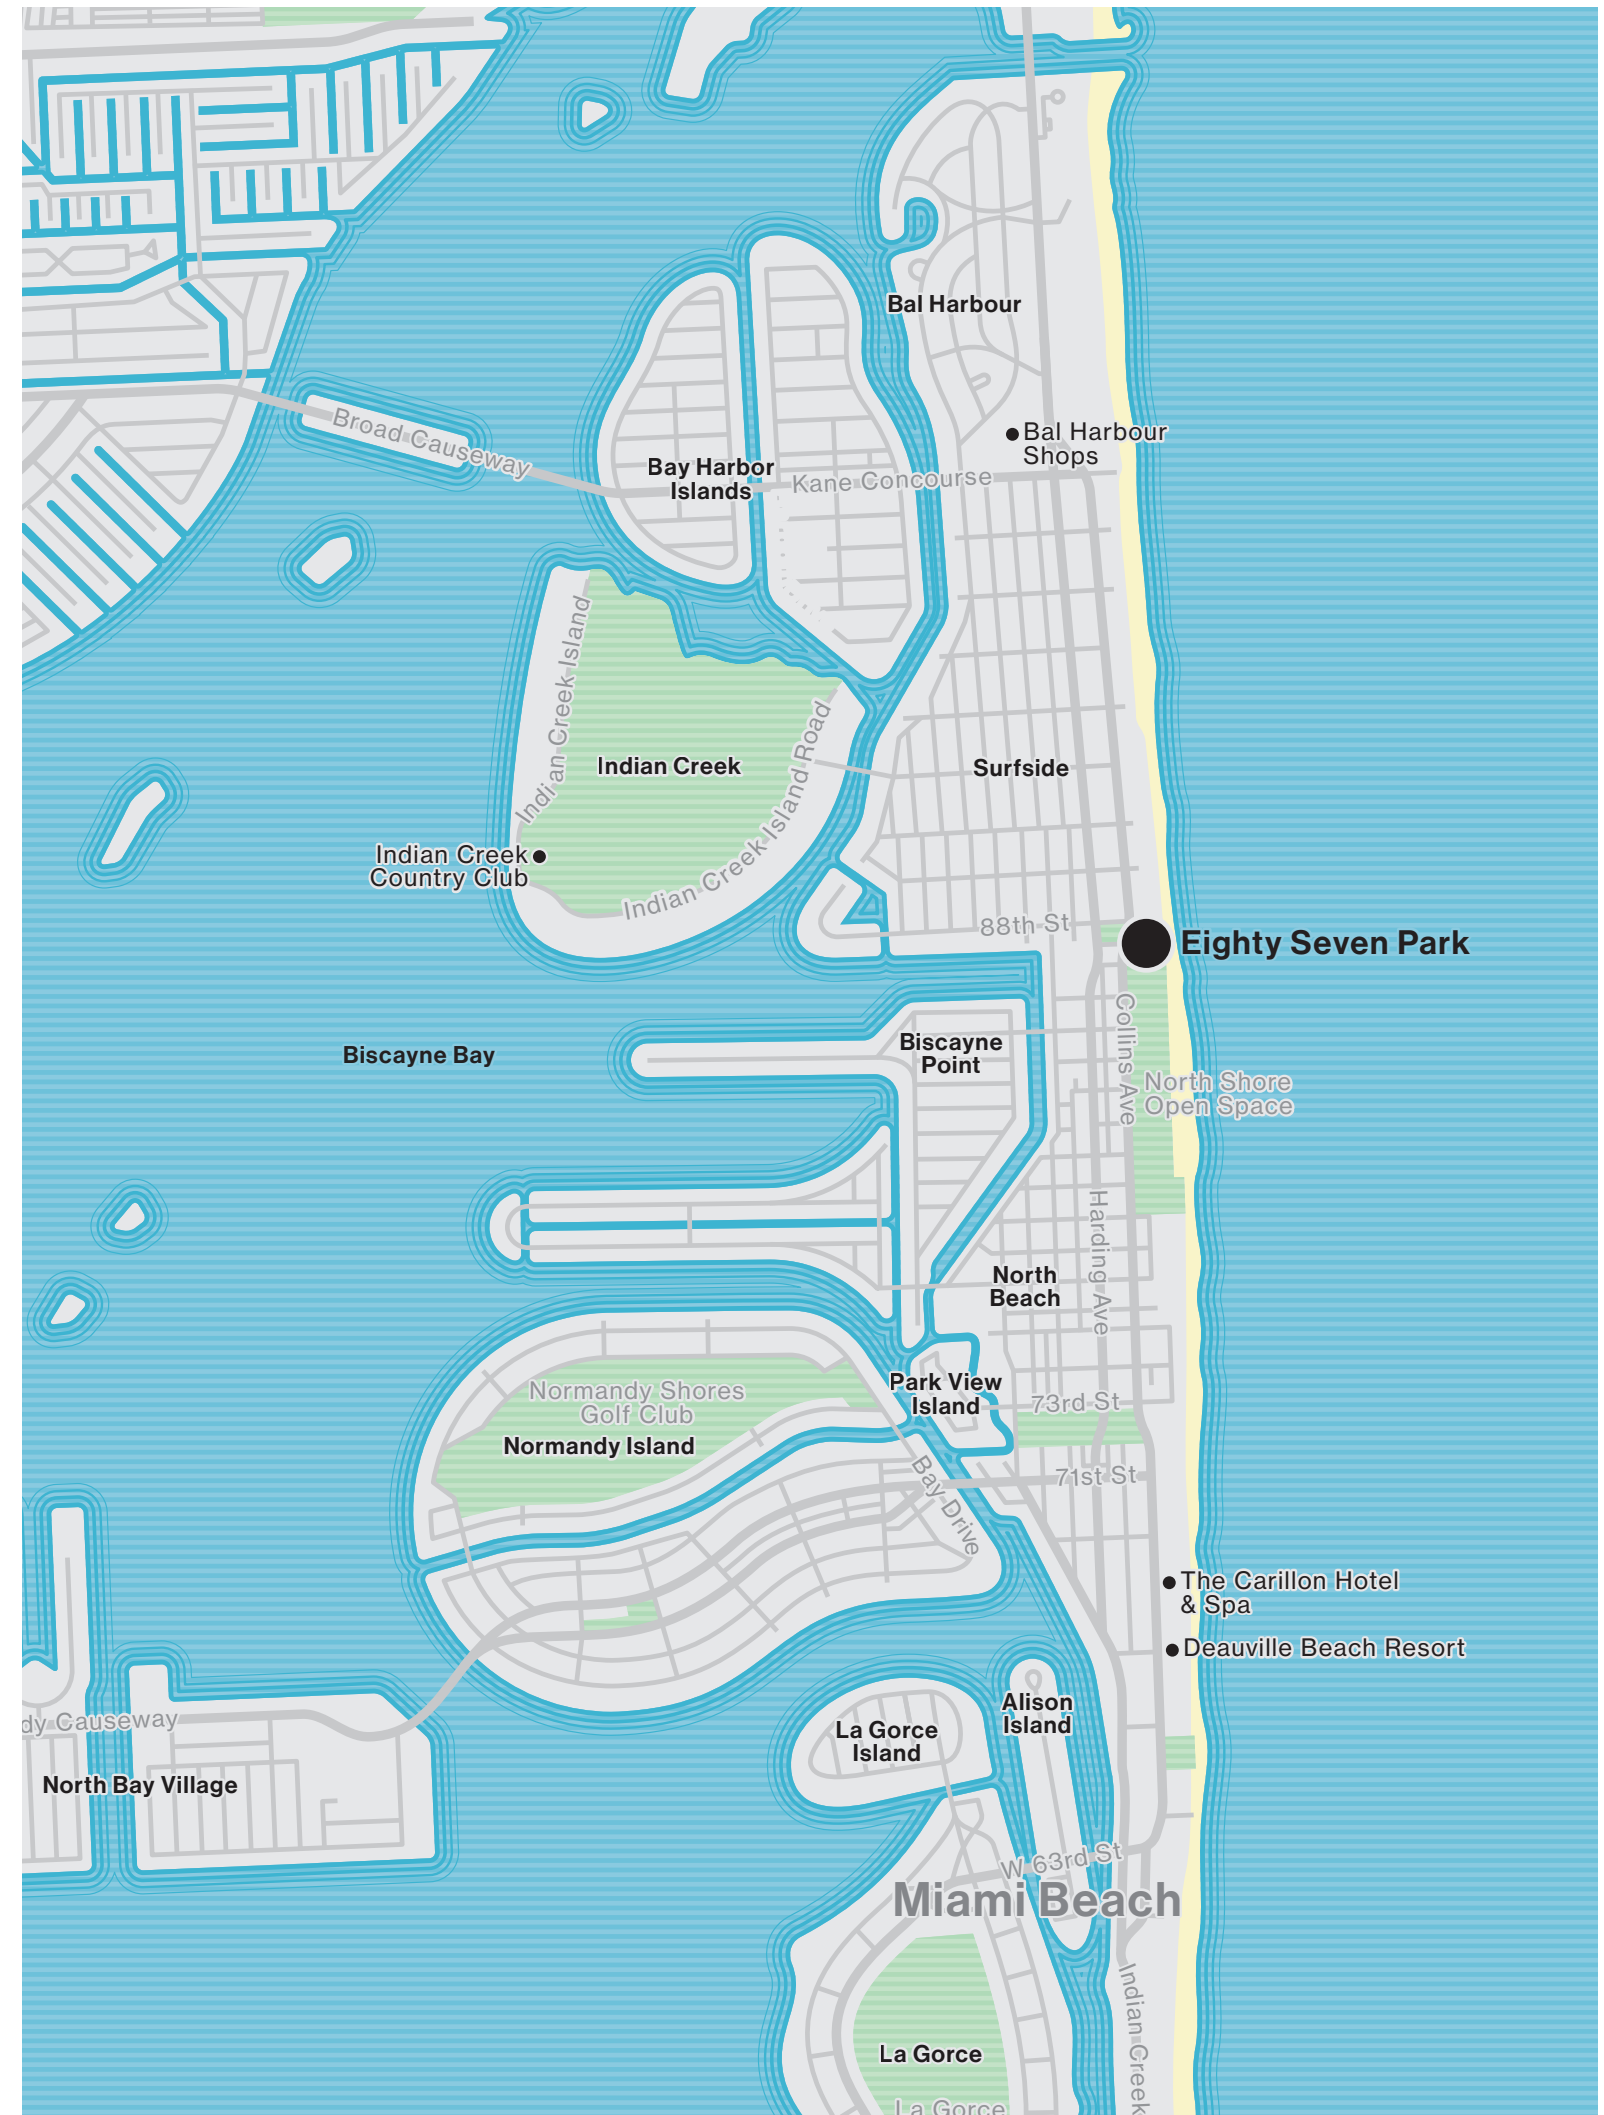 Bal Harbour
Broad Causeway
Bal Harbour
Shops
Bay Harbor
Islands
Kane Concourse
Indian Creek Island
Indian Creek Island Road
Indian Creek
Surfside
Indian Creek
Country Club
88th St
Eighty Seven Park
Collins Ave
Biscayne Bay
Biscayne
Point
North Shore
Open Space
Harding Ave
North
Beach
Park View
Island
73rd St
Normandy Shores
Golf Club
Normandy Island
Bay Drive
71st St
The Carillon Hotel
& Spa
Deauville Beach Resort
Alison
Island
La Gorce
Island
dy Causeway
North Bay Village
W 63rd St
Miami Beach
Indian Creek
La Gorce
La Gorce